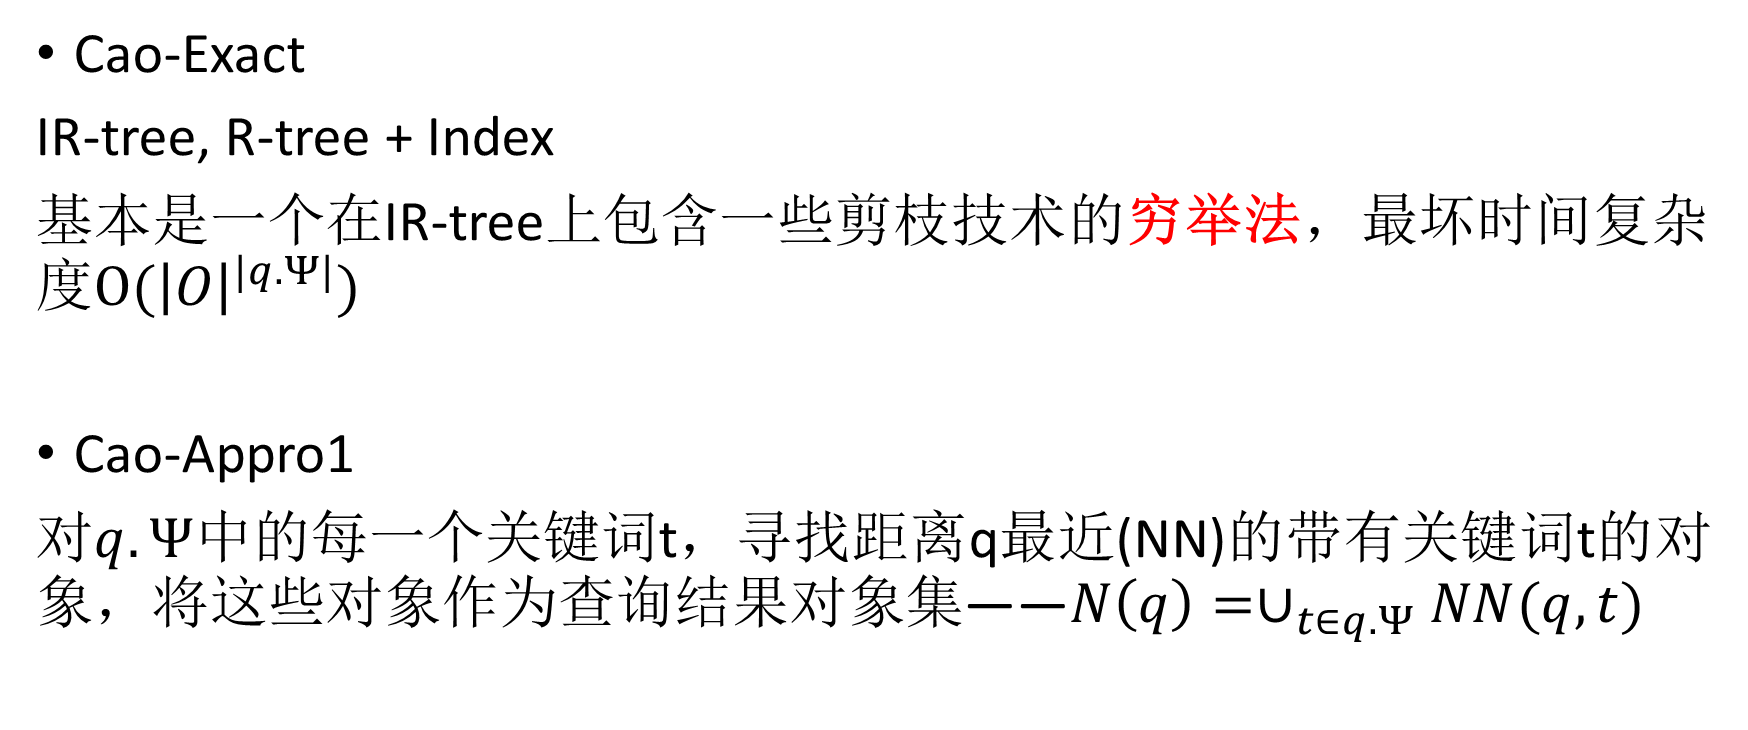 • Cao-Exact
IR-tree, R-tree + Index
基本是一个在IR-tree上包含一些剪枝技术的穷举法，最坏时间复杂
度O(|O|^{|q.Ψ|})
• Cao-Appro1
对q.Ψ中的每一个关键词t，寻找距离q最近(NN)的带有关键词t的对
象，将这些对象作为查询结果对象集——N(q) =∪_{t∈q.Ψ} NN(q,t)